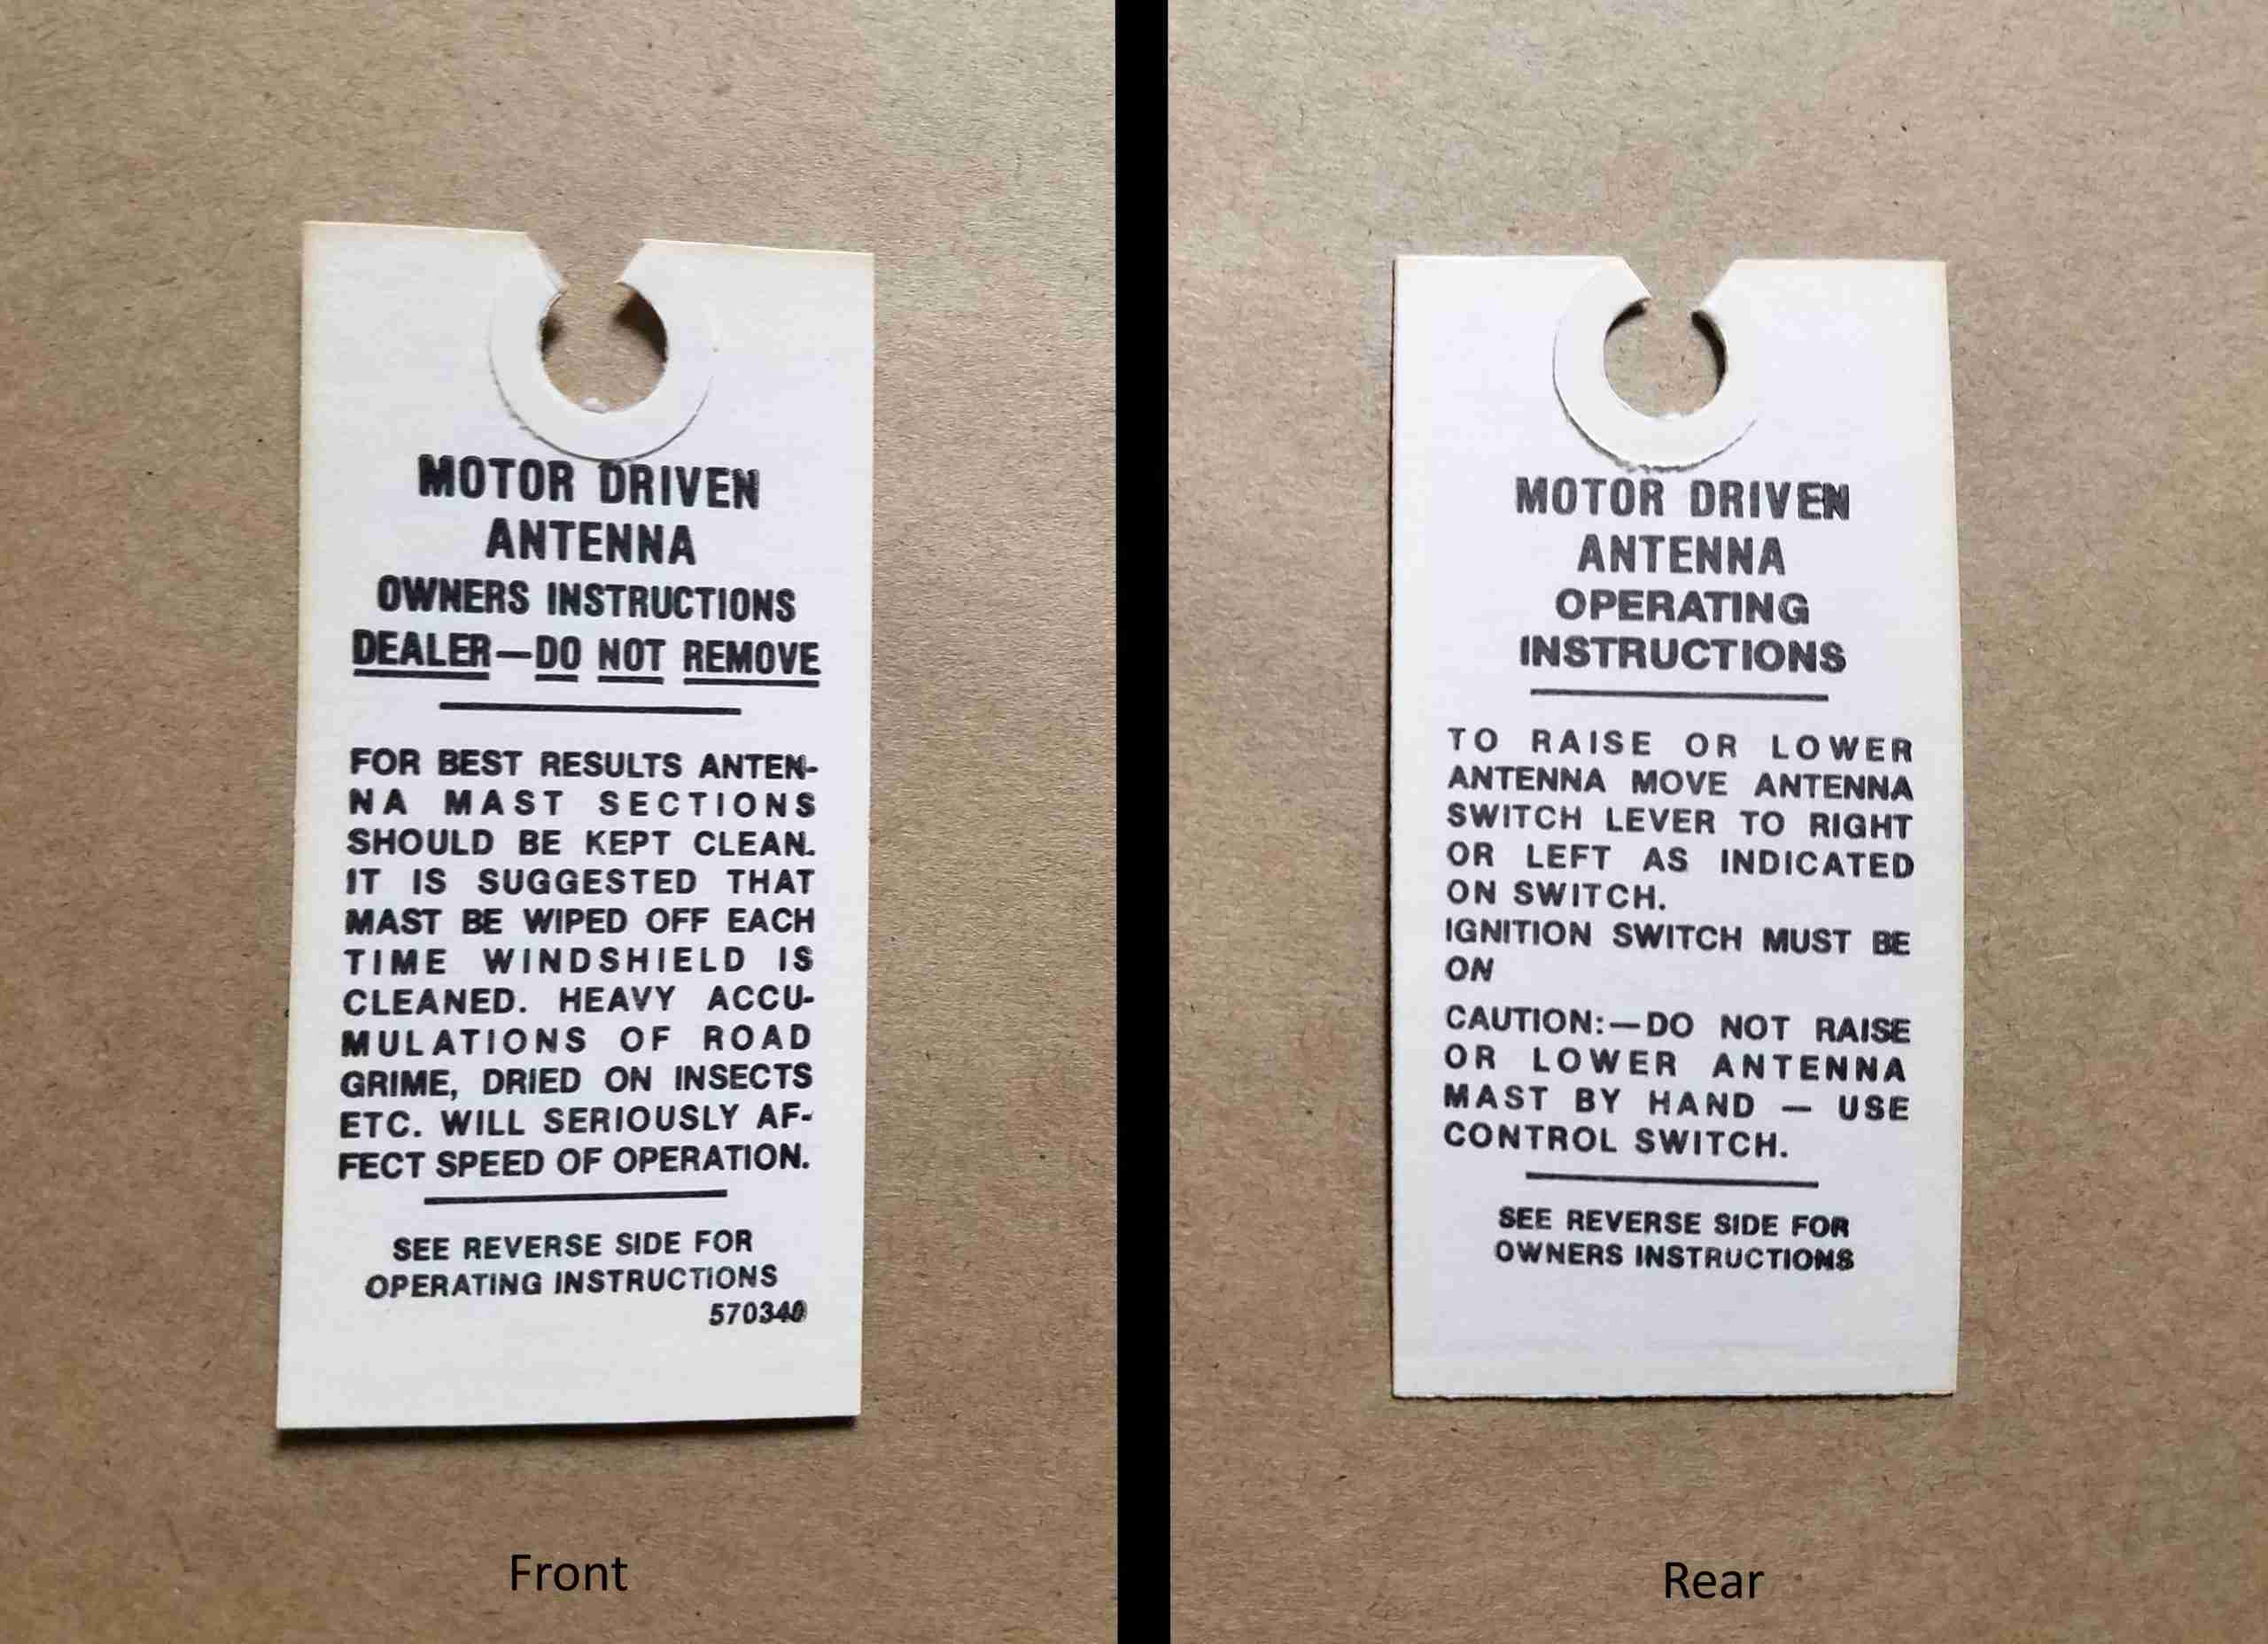 MOTOR DRIVEN
ANTENNA
OWNERS INSTRUCTIONS
DEALER—DO NOT REMOVE
FOR BEST RESULTS ANTEN-
NA MAST SECTIONS
SHOULD BE KEPT CLEAN.
IT IS SUGGESTED THAT
MAST BE WIPED OFF EACH
TIME WINDSHIELD IS
CLEANED. HEAVY ACCU-
MULATIONS OF ROAD
GRIME, DRIED ON INSECTS
ETC. WILL SERIOUSLY AF-
FECT SPEED OF OPERATION.
SEE REVERSE SIDE FOR
OPERATING INSTRUCTIONS
570340
Front
MOTOR DRIVEN
ANTENNA
OPERATING
INSTRUCTIONS
TO RAISE OR LOWER
ANTENNA MOVE ANTENNA
SWITCH LEVER TO RIGHT
OR LEFT AS INDICATED
ON SWITCH.
IGNITION SWITCH MUST BE
ON
CAUTION:—DO NOT RAISE
OR LOWER ANTENNA
MAST BY HAND — USE
CONTROL SWITCH.
SEE REVERSE SIDE FOR
OWNERS INSTRUCTIONS
Rear